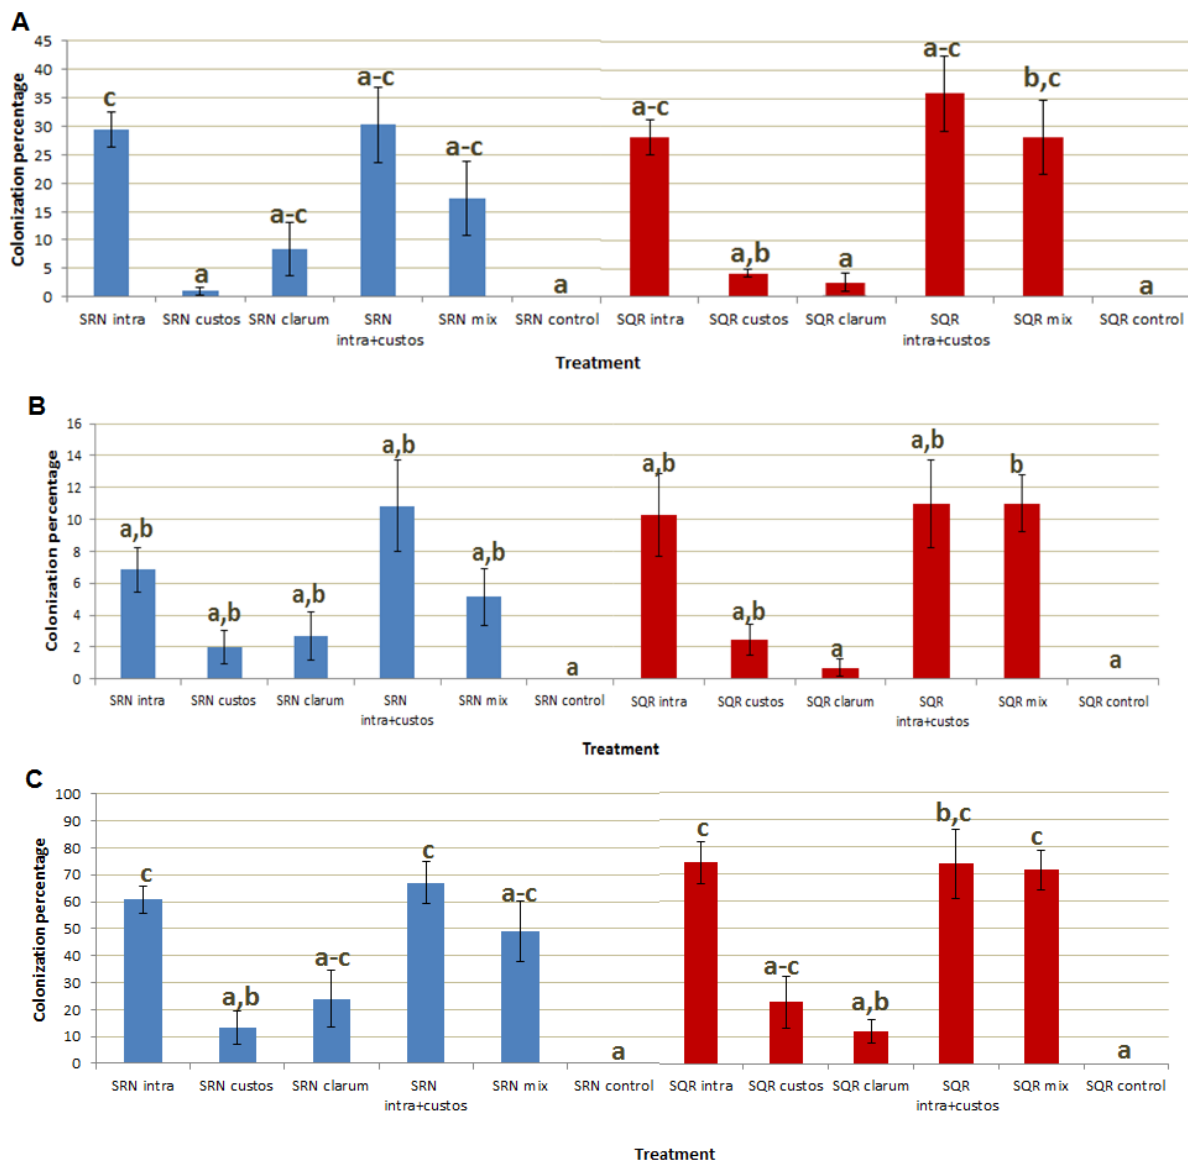 A
45
40
35
30
25
20
15
10
5
0
Colonization percentage
c
a
a-c
a-c
a-c
a
a-c
a,b
a
a-c
b,c
a
SRN intra
SRN custos
SRN clarum
SRN
intra+custos
SRN mix
SRN control
SQR intra
SQR custos
SQR clarum
SQR
intra+custos
SQR mix
SQR control
Treatment
B
16
14
12
10
8
6
4
2
0
Colonization percentage
a,b
a,b
a,b
a,b
a,b
a
a,b
a,b
a
a,b
b
a
SRN intra
SRN custos
SRN clarum
SRN
intra+custos
SRN mix
SRN control
SQR intra
SQR custos
SQR clarum
SQR
intra+custos
SQR mix
SQR control
Treatment
C
100
90
80
70
60
50
40
30
20
10
0
Colonization percentage
c
a,b
a-c
c
a-c
a
c
a-c
a,b
b,c
c
a
SRN intra
SRN custos
SRN clarum
SRN
intra+custos
SRN mix
SRN control
SQR intra
SQR custos
SQR clarum
SQR
intra+custos
SQR mix
SQR control
Treatment